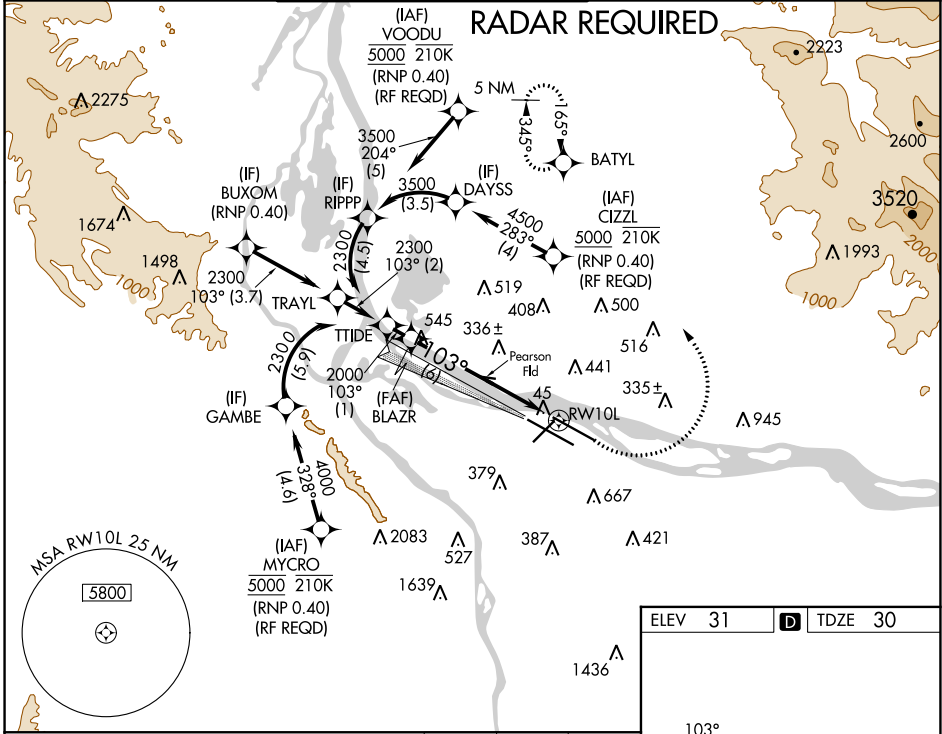 RADAR REQUIRED
(IAF)
VOODU
5000 210K
(RNP 0.40)
(RF REQD)
2223
2275
5 NM
345°
165°
BATYL
3500
204°
(5)
2600
(IF)
DAYSS
(IF)
RIPPP
3500
(3.5)
(IF)
BUXOM
(RNP 0.40)
4500
283°
(4)
(IAF)
CIZZL
5000 210K
(RNP 0.40)
(RF REQD)
3520
2000
1674
1993
1000
1498
1000
2300
(4.5)
2300
103° (2)
2300
103° (3.7)
TRAYL
519
408
500
TTIDE
545
336±
516
103°
(6)
Pearson
Fld
441
335±
2300
(5.9)
2000
103°
(1)
(FAF)
BLAZR
45
RW10L
945
(IF)
GAMBE
4000
328°
(4.6)
379
667
(IAF)
MYCRO
5000 210K
(RNP 0.40)
(RF REQD)
2083
527
387
421
1639
MSA RW10L 25 NM
5800
1436
ELEV 31 D TDZE 30
103°